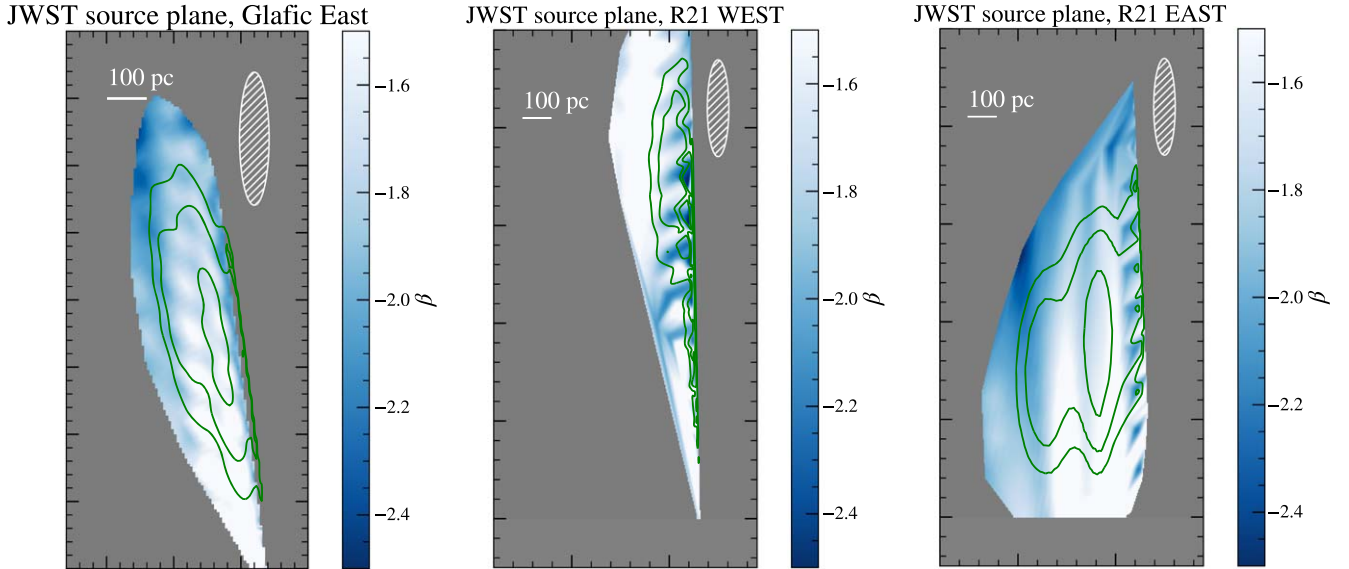 JWST source plane, Glafic East
100 pc
−1.6
−1.8
−2.0
−2.2
−2.4
β
JWST source plane, R21 WEST
100 pc
−1.6
−1.8
−2.0
−2.2
−2.4
β
JWST source plane, R21 EAST
100 pc
−1.6
−1.8
−2.0
−2.2
−2.4
β